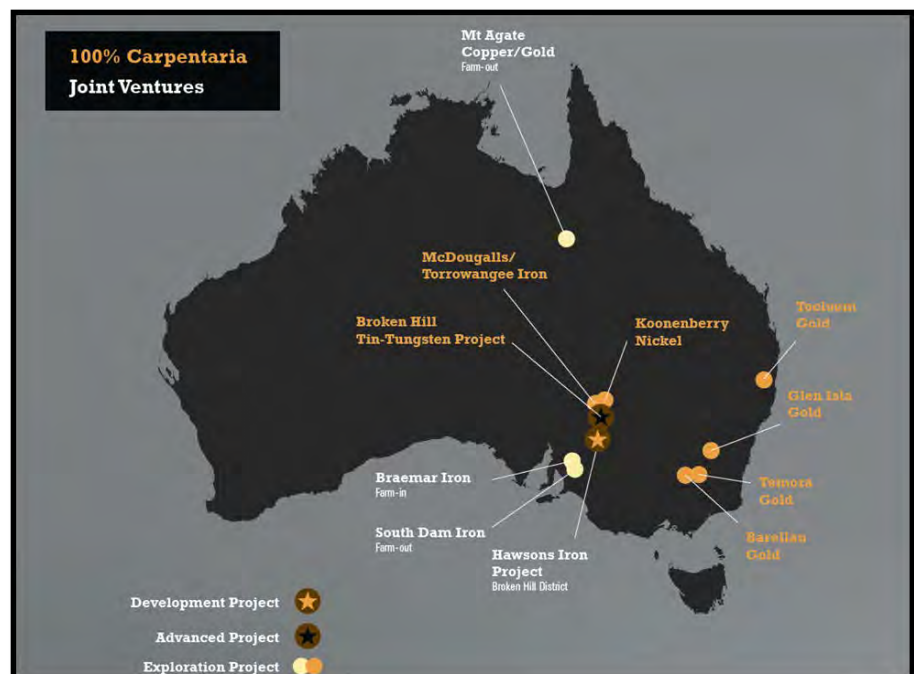 100% Carpentaria
Joint Ventures
Mt Agate
Copper/Gold
Farm-out
McDougalls/
Torrowangee Iron
Broken Hill
Tin-Tungsten Project
Koonenberry
Nickel
Gold
Glen Isla
Gold
Temora
Gold
Barellan
Gold
Braemar Iron
Farm-in
South Dam Iron
Farm-out
Hawsons Iron
Project
Broken Hill District
Development Project
Advanced Project
Exploration Project